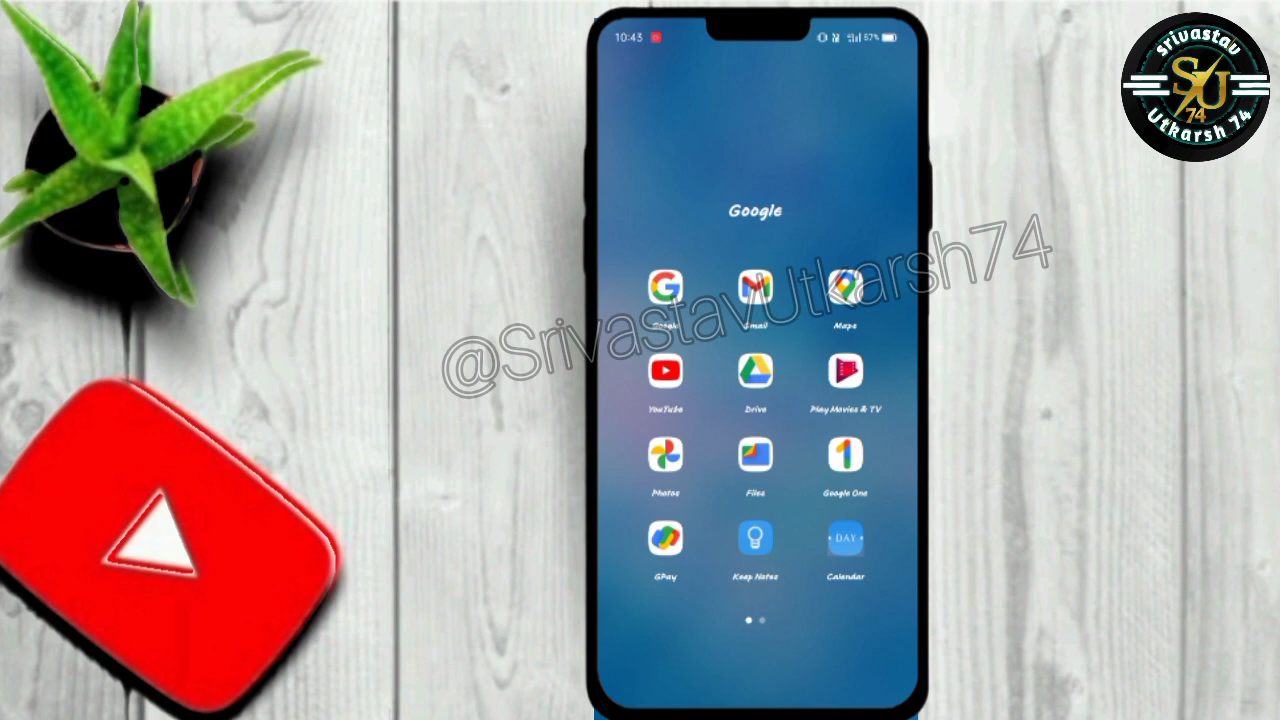 10:43
57%
srivastav
SU
74
Utkarsh 74
Google
@SrivastavUtkarsh74
Google
Gmail
Maps
YouTube
Drive
Play Movies & TV
Photos
Files
Google One
GPay
Keep Notes
DAY
Calendar